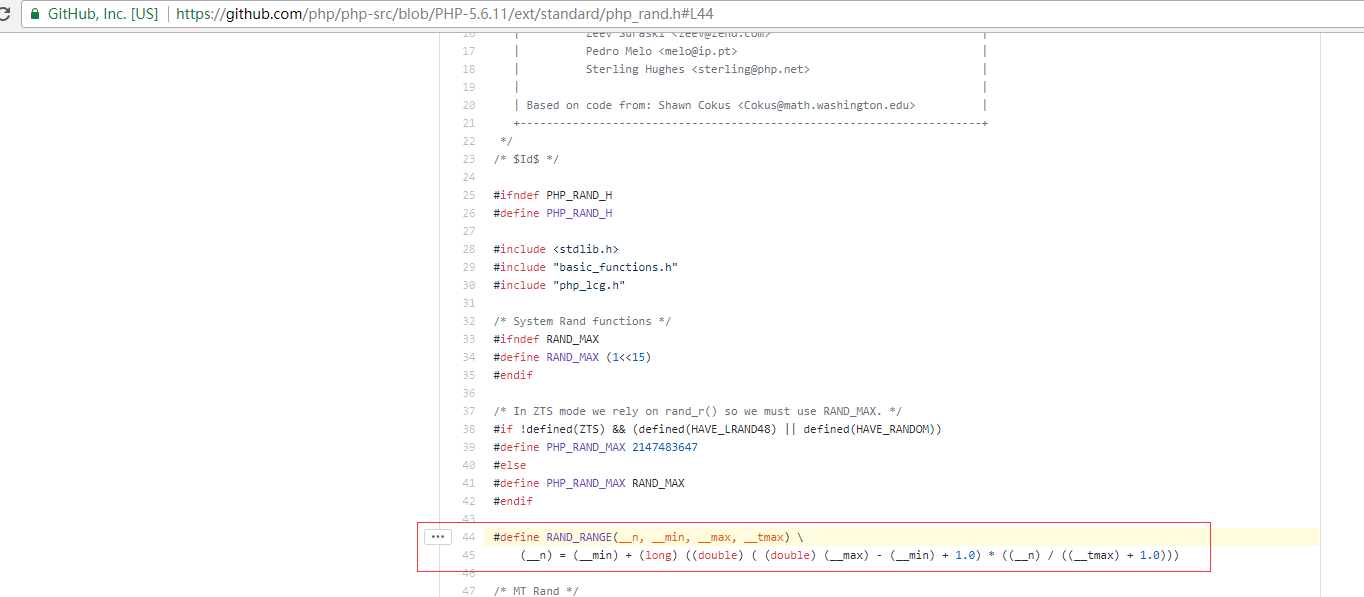 GitHub, Inc. [US] | https://github.com/php/php-src/blob/PHP-5.6.11/ext/standard/php_rand.h#L44
16 | Zeev Suraski <zeev@zend.com> |
17 | Pedro Melo <melo@ip.pt> |
18 | Sterling Hughes <sterling@php.net> |
19 | |
20 | Based on code from: Shawn Cokus <Cokus@math.washington.edu> |
21 +----------------------------------------------------------------------+
22 */
23 /* $Id$ */
24
25 #ifndef PHP_RAND_H
26 #define PHP_RAND_H
27
28 #include <stdlib.h>
29 #include "basic_functions.h"
30 #include "php_lcg.h"
31
32 /* System Rand functions */
33 #ifndef RAND_MAX
34 #define RAND_MAX (1<<15)
35 #endif
36
37 /* In ZTS mode we rely on rand_r() so we must use RAND_MAX. */
38 #if !defined(ZTS) && (defined(HAVE_LRAND48) || defined(HAVE_RANDOM))
39 #define PHP_RAND_MAX 2147483647
40 #else
41 #define PHP_RAND_MAX RAND_MAX
42 #endif
43
... 44 #define RAND_RANGE(__n, __min, __max, __tmax) \
45 (__n) = (__min) + (long) ((double) ( (double) (__max) - (__min) + 1.0) * ((__n) / ((__tmax) + 1.0)))
46
47 /* MT Rand */